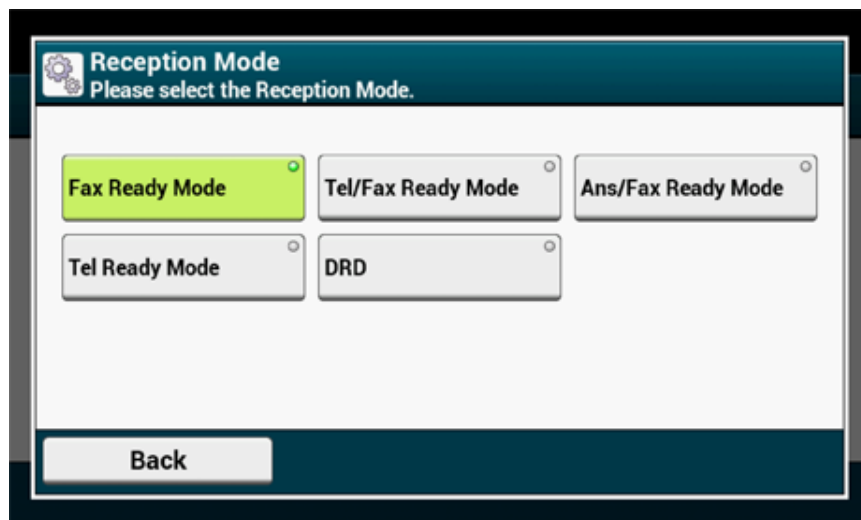 Reception Mode
Please select the Reception Mode.
Fax Ready Mode
Tel/Fax Ready Mode
Ans/Fax Ready Mode
Tel Ready Mode
DRD
Back